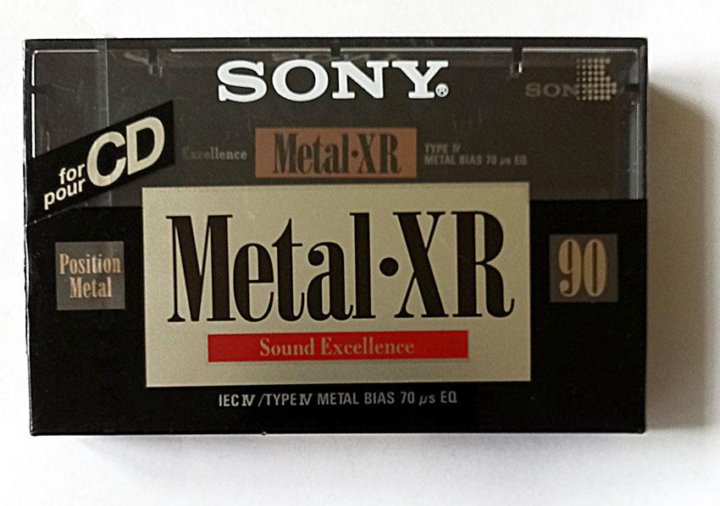 SONY®
SONY
for
pour CD
Excellence Metal·XR TYPE IV
METAL BIAS 70 µs EQ
Metal·XR
Position
Metal
90
Sound Excellence
IEC IV/TYPE IV METAL BIAS 70 µs EQ